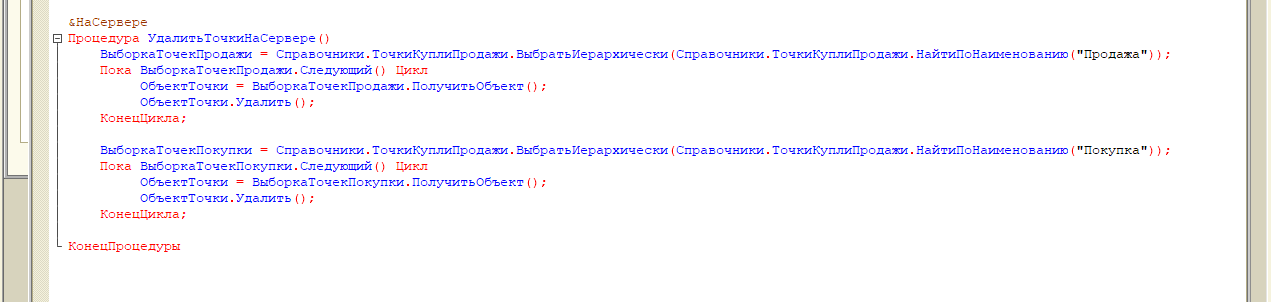 &НаСервере
Процедура УдалитьТочкиНаСервере()
ВыборкаТочекПродажи = Справочники.ТочкиКуплиПродажи.ВыбратьИерархически(Справочники.ТочкиКуплиПродажи.НайтиПоНаименованию("Продажа"));
Пока ВыборкаТочекПродажи.Следующий() Цикл
ОбъектТочки = ВыборкаТочекПродажи.ПолучитьОбъект();
ОбъектТочки.Удалить();
КонецЦикла;
ВыборкаТочекПокупки = Справочники.ТочкиКуплиПродажи.ВыбратьИерархически(Справочники.ТочкиКуплиПродажи.НайтиПоНаименованию("Покупка"));
Пока ВыборкаТочекПокупки.Следующий() Цикл
ОбъектТочки = ВыборкаТочекПокупки.ПолучитьОбъект();
ОбъектТочки.Удалить();
КонецЦикла;
КонецПроцедуры